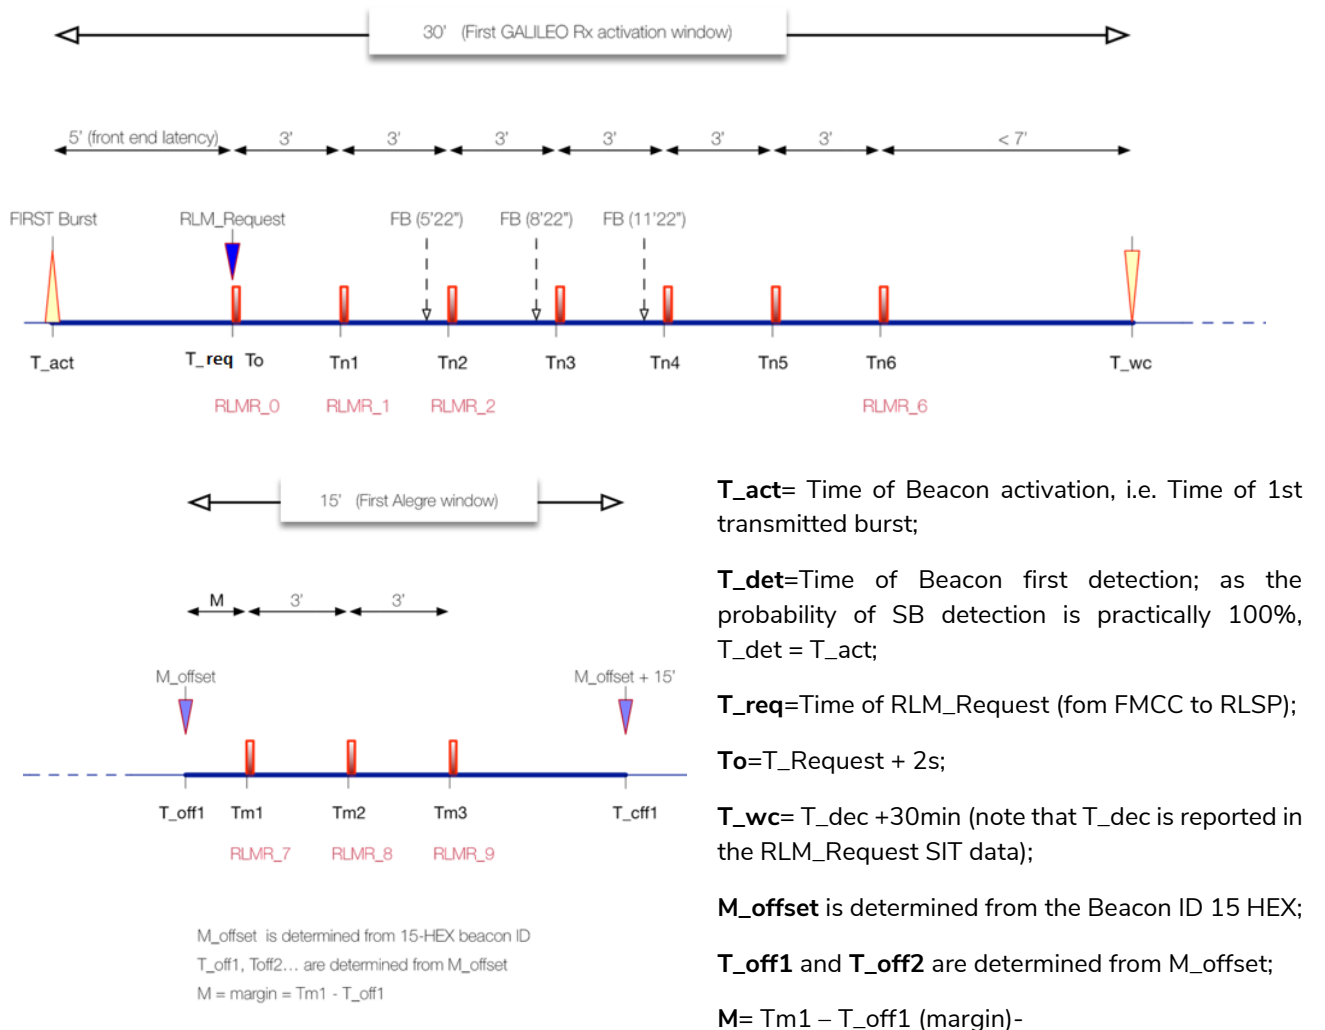 30' (First GALILEO Rx activation window)
5' (front end latency) 3' 3' 3' 3' 3' 3' < 7'
FIRST Burst RLM_Request FB (5'22") FB (8'22") FB (11'22")
T_act T_req To Tn1 Tn2 Tn3 Tn4 Tn5 Tn6 T_wc
RLMR_0 RLMR_1 RLMR_2 RLMR_6
15' (First Alegre window)
M 3' 3'
M_offset M_offset + 15'
T_off1 Tm1 Tm2 Tm3 T_cff1
RLMR_7 RLMR_8 RLMR_9
M_offset is determined from 15-HEX beacon ID
T_off1, Toff2... are determined from M_offset
M = margin = Tm1 - T_off1
T_act= Time of Beacon activation, i.e. Time of 1st
transmitted burst;
T_det=Time of Beacon first detection; as the
probability of SB detection is practically 100%,
T_det = T_act;
T_req=Time of RLM_Request (fom FMCC to RLSP);
To=T_Request + 2s;
T_wc= T_dec +30min (note that T_dec is reported in
the RLM_Request SIT data);
M_offset is determined from the Beacon ID 15 HEX;
T_off1 and T_off2 are determined from M_offset;
M= Tm1 – T_off1 (margin)-